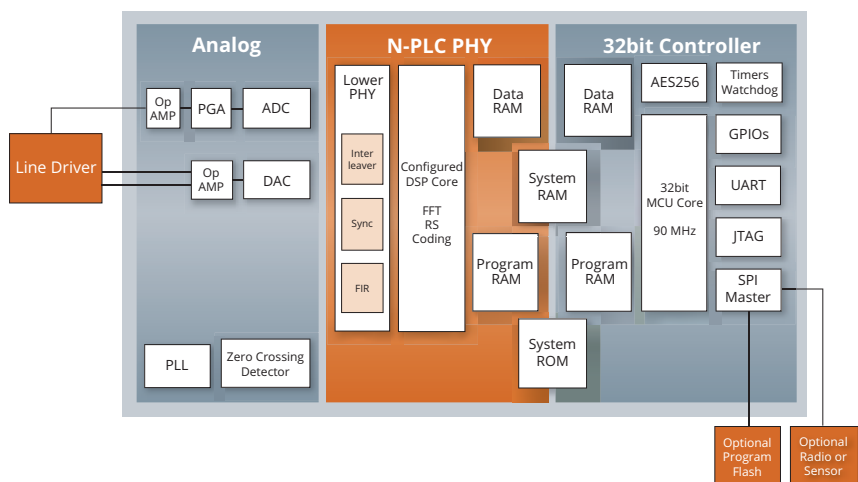 Analog
N-PLC PHY
32bit Controller
Line Driver
Op
AMP
PGA
ADC
Op
AMP
DAC
PLL
Zero Crossing
Detector
Lower
PHY
Inter
leaver
Sync
FIR
Configured
DSP Core
FFT
RS
Coding
Data
RAM
Program
RAM
System
RAM
System
ROM
Data
RAM
Program
RAM
AES256
32bit
MCU Core
90 MHz
Timers
Watchdog
GPIOs
UART
JTAG
SPI
Master
Optional
Program
Flash
Optional
Radio or
Sensor